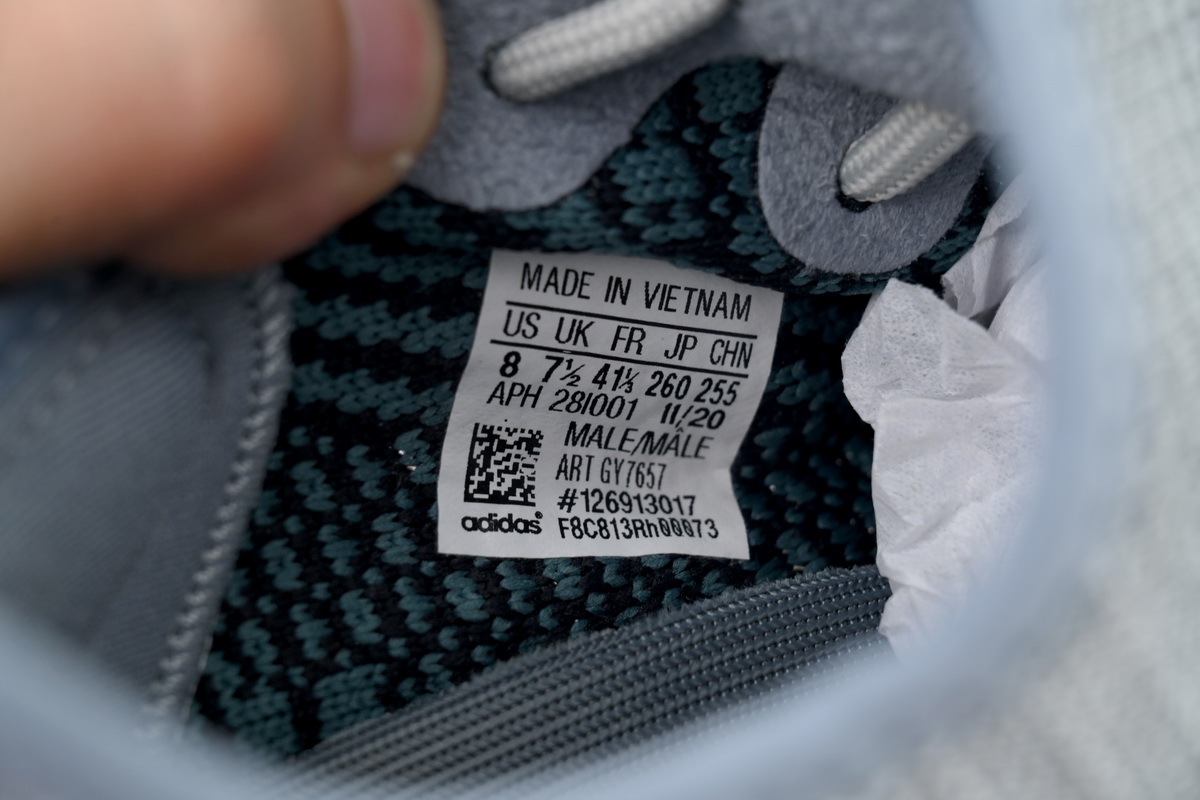 MADE IN VIETNAM
US UK FR JP CHN
8 7½ 41⅓ 260 255
APH 28I001 11/20
MALE/MÂLE
ART GY7657
#126913017
adidas® F8C813Rh00073